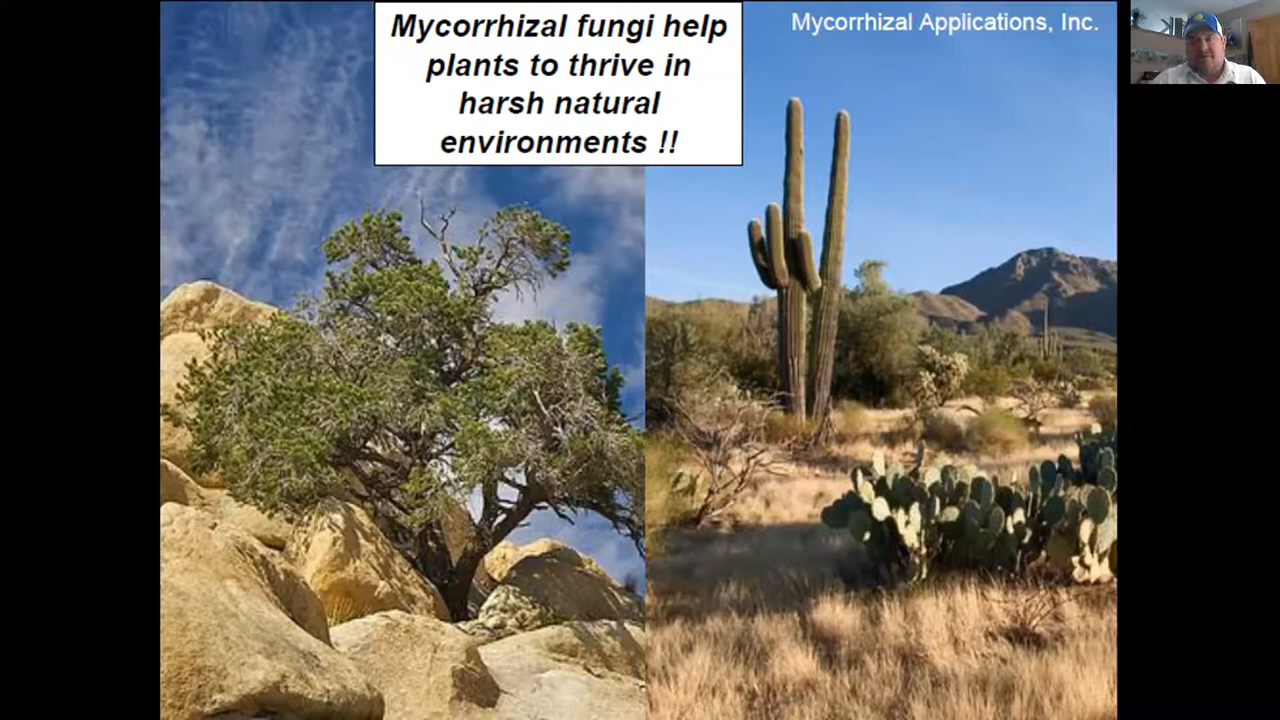 Mycorrhizal fungi help
plants to thrive in
harsh natural
environments !!
Mycorrhizal Applications, Inc.